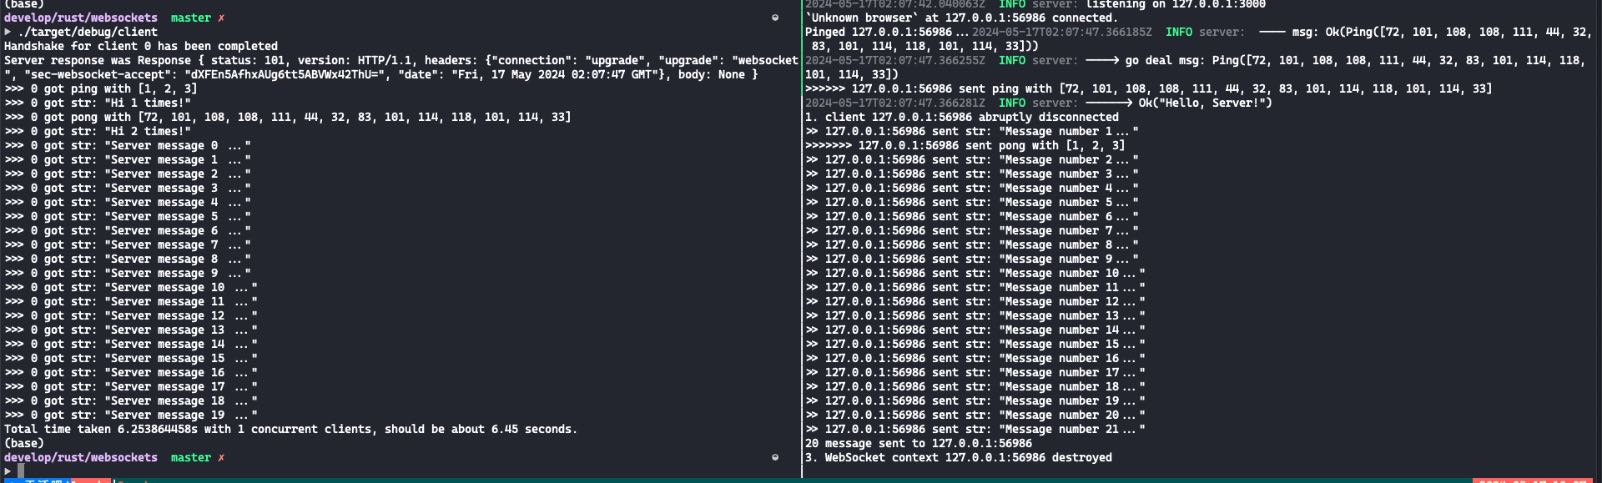 (base)
develop/rust/websockets master ✗
▶ ./target/debug/client
Handshake for client 0 has been completed
Server response was Response { status: 101, version: HTTP/1.1, headers: {"connection": "upgrade", "upgrade": "websocket
", "sec-websocket-accept": "dXFEn5AfhxAUg6tt5ABVWx42ThU=", "date": "Fri, 17 May 2024 02:07:47 GMT"}, body: None }
>>> 0 got ping with [1, 2, 3]
>>> 0 got str: "Hi 1 times!"
>>> 0 got pong with [72, 101, 108, 108, 111, 44, 32, 83, 101, 114, 118, 101, 114, 33]
>>> 0 got str: "Hi 2 times!"
>>> 0 got str: "Server message 0 ..."
>>> 0 got str: "Server message 1 ..."
>>> 0 got str: "Server message 2 ..."
>>> 0 got str: "Server message 3 ..."
>>> 0 got str: "Server message 4 ..."
>>> 0 got str: "Server message 5 ..."
>>> 0 got str: "Server message 6 ..."
>>> 0 got str: "Server message 7 ..."
>>> 0 got str: "Server message 8 ..."
>>> 0 got str: "Server message 9 ..."
>>> 0 got str: "Server message 10 ..."
>>> 0 got str: "Server message 11 ..."
>>> 0 got str: "Server message 12 ..."
>>> 0 got str: "Server message 13 ..."
>>> 0 got str: "Server message 14 ..."
>>> 0 got str: "Server message 15 ..."
>>> 0 got str: "Server message 16 ..."
>>> 0 got str: "Server message 17 ..."
>>> 0 got str: "Server message 18 ..."
>>> 0 got str: "Server message 19 ..."
Total time taken 6.253864458s with 1 concurrent clients, should be about 6.45 seconds.
(base)
develop/rust/websockets master ✗
▶
2024-05-17T02:07:42.040063Z INFO server: listening on 127.0.0.1:3000
`Unknown browser` at 127.0.0.1:56986 connected.
Pinged 127.0.0.1:56986...2024-05-17T02:07:47.366185Z INFO server: ---- msg: Ok(Ping([72, 101, 108, 108, 111, 44, 32,
83, 101, 114, 118, 101, 114, 33]))
2024-05-17T02:07:47.366255Z INFO server: ----> go deal msg: Ping([72, 101, 108, 108, 111, 44, 32, 83, 101, 114, 118,
101, 114, 33])
>>>>>> 127.0.0.1:56986 sent ping with [72, 101, 108, 108, 111, 44, 32, 83, 101, 114, 118, 101, 114, 33]
2024-05-17T02:07:47.366281Z INFO server: ------> Ok("Hello, Server!")
1. client 127.0.0.1:56986 abruptly disconnected
>> 127.0.0.1:56986 sent str: "Message number 1..."
>>>>>>> 127.0.0.1:56986 sent pong with [1, 2, 3]
>> 127.0.0.1:56986 sent str: "Message number 2..."
>> 127.0.0.1:56986 sent str: "Message number 3..."
>> 127.0.0.1:56986 sent str: "Message number 4..."
>> 127.0.0.1:56986 sent str: "Message number 5..."
>> 127.0.0.1:56986 sent str: "Message number 6..."
>> 127.0.0.1:56986 sent str: "Message number 7..."
>> 127.0.0.1:56986 sent str: "Message number 8..."
>> 127.0.0.1:56986 sent str: "Message number 9..."
>> 127.0.0.1:56986 sent str: "Message number 10..."
>> 127.0.0.1:56986 sent str: "Message number 11..."
>> 127.0.0.1:56986 sent str: "Message number 12..."
>> 127.0.0.1:56986 sent str: "Message number 13..."
>> 127.0.0.1:56986 sent str: "Message number 14..."
>> 127.0.0.1:56986 sent str: "Message number 15..."
>> 127.0.0.1:56986 sent str: "Message number 16..."
>> 127.0.0.1:56986 sent str: "Message number 17..."
>> 127.0.0.1:56986 sent str: "Message number 18..."
>> 127.0.0.1:56986 sent str: "Message number 19..."
>> 127.0.0.1:56986 sent str: "Message number 20..."
>> 127.0.0.1:56986 sent str: "Message number 21..."
20 message sent to 127.0.0.1:56986
3. WebSocket context 127.0.0.1:56986 destroyed